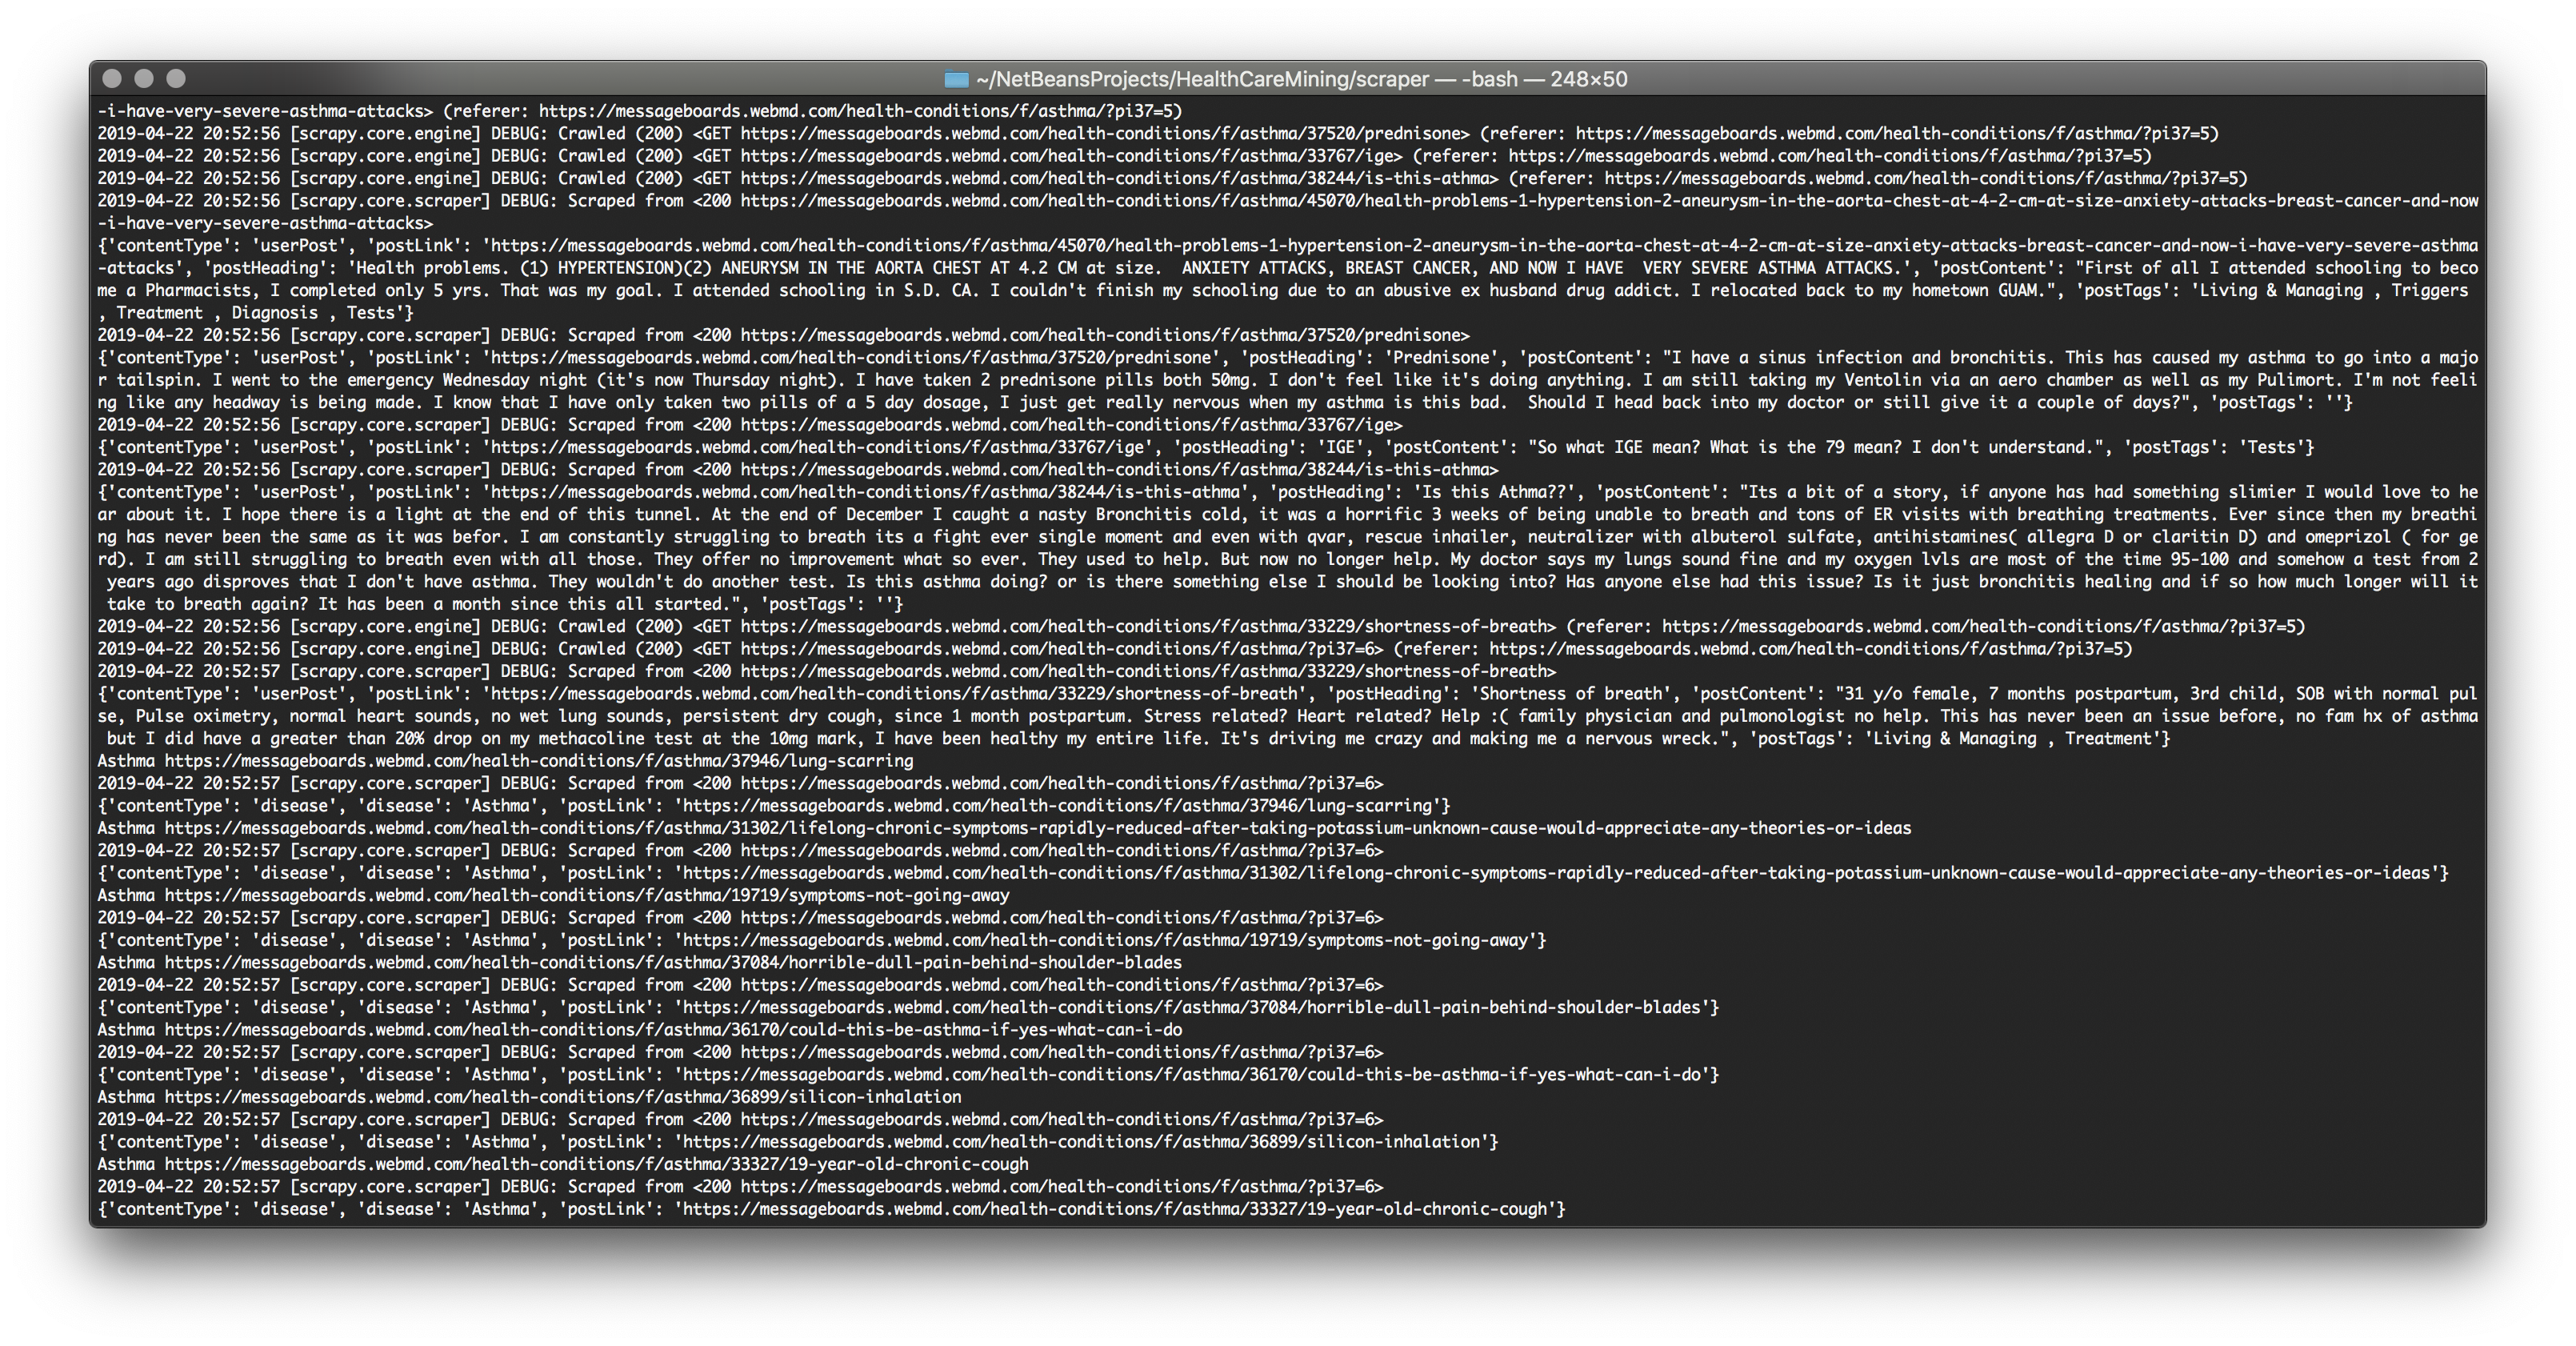 ~/NetBeansProjects/HealthCareMining/scraper — -bash — 248×50
-i-have-very-severe-asthma-attacks> (referer: https://messageboards.webmd.com/health-conditions/f/asthma/?pi37=5)
2019-04-22 20:52:56 [scrapy.core.engine] DEBUG: Crawled (200) <GET https://messageboards.webmd.com/health-conditions/f/asthma/37520/prednisone> (referer: https://messageboards.webmd.com/health-conditions/f/asthma/?pi37=5)
2019-04-22 20:52:56 [scrapy.core.engine] DEBUG: Crawled (200) <GET https://messageboards.webmd.com/health-conditions/f/asthma/33767/ige> (referer: https://messageboards.webmd.com/health-conditions/f/asthma/?pi37=5)
2019-04-22 20:52:56 [scrapy.core.engine] DEBUG: Crawled (200) <GET https://messageboards.webmd.com/health-conditions/f/asthma/38244/is-this-athma> (referer: https://messageboards.webmd.com/health-conditions/f/asthma/?pi37=5)
2019-04-22 20:52:56 [scrapy.core.scraper] DEBUG: Scraped from <200 https://messageboards.webmd.com/health-conditions/f/asthma/45070/health-problems-1-hypertension-2-aneurysm-in-the-aorta-chest-at-4-2-cm-at-size-anxiety-attacks-breast-cancer-and-now
-i-have-very-severe-asthma-attacks>
{'contentType': 'userPost', 'postLink': 'https://messageboards.webmd.com/health-conditions/f/asthma/45070/health-problems-1-hypertension-2-aneurysm-in-the-aorta-chest-at-4-2-cm-at-size-anxiety-attacks-breast-cancer-and-now-i-have-very-severe-asthma
-attacks', 'postHeading': 'Health problems. (1) HYPERTENSION)(2) ANEURYSM IN THE AORTA CHEST AT 4.2 CM at size.  ANXIETY ATTACKS, BREAST CANCER, AND NOW I HAVE  VERY SEVERE ASTHMA ATTACKS.', 'postContent': "First of all I attended schooling to beco
me a Pharmacists, I completed only 5 yrs. That was my goal. I attended schooling in S.D. CA. I couldn't finish my schooling due to an abusive ex husband drug addict. I relocated back to my hometown GUAM.", 'postTags': 'Living & Managing , Triggers
, Treatment , Diagnosis , Tests'}
2019-04-22 20:52:56 [scrapy.core.scraper] DEBUG: Scraped from <200 https://messageboards.webmd.com/health-conditions/f/asthma/37520/prednisone>
{'contentType': 'userPost', 'postLink': 'https://messageboards.webmd.com/health-conditions/f/asthma/37520/prednisone', 'postHeading': 'Prednisone', 'postContent': "I have a sinus infection and bronchitis. This has caused my asthma to go into a majo
r tailspin. I went to the emergency Wednesday night (it's now Thursday night). I have taken 2 prednisone pills both 50mg. I don't feel like it's doing anything. I am still taking my Ventolin via an aero chamber as well as my Pulimort. I'm not feeli
ng like any headway is being made. I know that I have only taken two pills of a 5 day dosage, I just get really nervous when my asthma is this bad.  Should I head back into my doctor or still give it a couple of days?", 'postTags': ''}
2019-04-22 20:52:56 [scrapy.core.scraper] DEBUG: Scraped from <200 https://messageboards.webmd.com/health-conditions/f/asthma/33767/ige>
{'contentType': 'userPost', 'postLink': 'https://messageboards.webmd.com/health-conditions/f/asthma/33767/ige', 'postHeading': 'IGE', 'postContent': "So what IGE mean? What is the 79 mean? I don't understand.", 'postTags': 'Tests'}
2019-04-22 20:52:56 [scrapy.core.scraper] DEBUG: Scraped from <200 https://messageboards.webmd.com/health-conditions/f/asthma/38244/is-this-athma>
{'contentType': 'userPost', 'postLink': 'https://messageboards.webmd.com/health-conditions/f/asthma/38244/is-this-athma', 'postHeading': 'Is this Athma??', 'postContent': "Its a bit of a story, if anyone has had something slimier I would love to he
ar about it. I hope there is a light at the end of this tunnel. At the end of December I caught a nasty Bronchitis cold, it was a horrific 3 weeks of being unable to breath and tons of ER visits with breathing treatments. Ever since then my breathi
ng has never been the same as it was befor. I am constantly struggling to breath its a fight ever single moment and even with qvar, rescue inhailer, neutralizer with albuterol sulfate, antihistamines( allegra D or claritin D) and omeprizol ( for ge
rd). I am still struggling to breath even with all those. They offer no improvement what so ever. They used to help. But now no longer help. My doctor says my lungs sound fine and my oxygen lvls are most of the time 95-100 and somehow a test from 2
 years ago disproves that I don't have asthma. They wouldn't do another test. Is this asthma doing? or is there something else I should be looking into? Has anyone else had this issue? Is it just bronchitis healing and if so how much longer will it
 take to breath again? It has been a month since this all started.", 'postTags': ''}
2019-04-22 20:52:56 [scrapy.core.engine] DEBUG: Crawled (200) <GET https://messageboards.webmd.com/health-conditions/f/asthma/33229/shortness-of-breath> (referer: https://messageboards.webmd.com/health-conditions/f/asthma/?pi37=5)
2019-04-22 20:52:56 [scrapy.core.engine] DEBUG: Crawled (200) <GET https://messageboards.webmd.com/health-conditions/f/asthma/?pi37=6> (referer: https://messageboards.webmd.com/health-conditions/f/asthma/?pi37=5)
2019-04-22 20:52:57 [scrapy.core.scraper] DEBUG: Scraped from <200 https://messageboards.webmd.com/health-conditions/f/asthma/33229/shortness-of-breath>
{'contentType': 'userPost', 'postLink': 'https://messageboards.webmd.com/health-conditions/f/asthma/33229/shortness-of-breath', 'postHeading': 'Shortness of breath', 'postContent': "31 y/o female, 7 months postpartum, 3rd child, SOB with normal pul
se, Pulse oximetry, normal heart sounds, no wet lung sounds, persistent dry cough, since 1 month postpartum. Stress related? Heart related? Help :( family physician and pulmonologist no help. This has never been an issue before, no fam hx of asthma
 but I did have a greater than 20% drop on my methacoline test at the 10mg mark, I have been healthy my entire life. It's driving me crazy and making me a nervous wreck.", 'postTags': 'Living & Managing , Treatment'}
Asthma https://messageboards.webmd.com/health-conditions/f/asthma/37946/lung-scarring
2019-04-22 20:52:57 [scrapy.core.scraper] DEBUG: Scraped from <200 https://messageboards.webmd.com/health-conditions/f/asthma/?pi37=6>
{'contentType': 'disease', 'disease': 'Asthma', 'postLink': 'https://messageboards.webmd.com/health-conditions/f/asthma/37946/lung-scarring'}
Asthma https://messageboards.webmd.com/health-conditions/f/asthma/31302/lifelong-chronic-symptoms-rapidly-reduced-after-taking-potassium-unknown-cause-would-appreciate-any-theories-or-ideas
2019-04-22 20:52:57 [scrapy.core.scraper] DEBUG: Scraped from <200 https://messageboards.webmd.com/health-conditions/f/asthma/?pi37=6>
{'contentType': 'disease', 'disease': 'Asthma', 'postLink': 'https://messageboards.webmd.com/health-conditions/f/asthma/31302/lifelong-chronic-symptoms-rapidly-reduced-after-taking-potassium-unknown-cause-would-appreciate-any-theories-or-ideas'}
Asthma https://messageboards.webmd.com/health-conditions/f/asthma/19719/symptoms-not-going-away
2019-04-22 20:52:57 [scrapy.core.scraper] DEBUG: Scraped from <200 https://messageboards.webmd.com/health-conditions/f/asthma/?pi37=6>
{'contentType': 'disease', 'disease': 'Asthma', 'postLink': 'https://messageboards.webmd.com/health-conditions/f/asthma/19719/symptoms-not-going-away'}
Asthma https://messageboards.webmd.com/health-conditions/f/asthma/37084/horrible-dull-pain-behind-shoulder-blades
2019-04-22 20:52:57 [scrapy.core.scraper] DEBUG: Scraped from <200 https://messageboards.webmd.com/health-conditions/f/asthma/?pi37=6>
{'contentType': 'disease', 'disease': 'Asthma', 'postLink': 'https://messageboards.webmd.com/health-conditions/f/asthma/37084/horrible-dull-pain-behind-shoulder-blades'}
Asthma https://messageboards.webmd.com/health-conditions/f/asthma/36170/could-this-be-asthma-if-yes-what-can-i-do
2019-04-22 20:52:57 [scrapy.core.scraper] DEBUG: Scraped from <200 https://messageboards.webmd.com/health-conditions/f/asthma/?pi37=6>
{'contentType': 'disease', 'disease': 'Asthma', 'postLink': 'https://messageboards.webmd.com/health-conditions/f/asthma/36170/could-this-be-asthma-if-yes-what-can-i-do'}
Asthma https://messageboards.webmd.com/health-conditions/f/asthma/36899/silicon-inhalation
2019-04-22 20:52:57 [scrapy.core.scraper] DEBUG: Scraped from <200 https://messageboards.webmd.com/health-conditions/f/asthma/?pi37=6>
{'contentType': 'disease', 'disease': 'Asthma', 'postLink': 'https://messageboards.webmd.com/health-conditions/f/asthma/36899/silicon-inhalation'}
Asthma https://messageboards.webmd.com/health-conditions/f/asthma/33327/19-year-old-chronic-cough
2019-04-22 20:52:57 [scrapy.core.scraper] DEBUG: Scraped from <200 https://messageboards.webmd.com/health-conditions/f/asthma/?pi37=6>
{'contentType': 'disease', 'disease': 'Asthma', 'postLink': 'https://messageboards.webmd.com/health-conditions/f/asthma/33327/19-year-old-chronic-cough'}